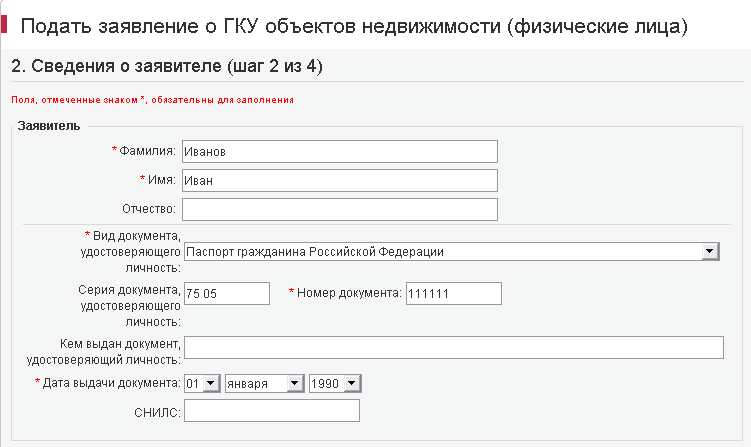 Подать заявление о ГКУ объектов недвижимости (физические лица)
2. Сведения о заявителе (шаг 2 из 4)
Поля, отмеченные знаком *, обязательны для заполнения
Заявитель
* Фамилия: Иванов
* Имя: Иван
Отчество:
* Вид документа,
удостоверяющего
личность:
Паспорт гражданина Российской Федерации
Серия документа,
удостоверяющего
личность:
75 05 * Номер документа: 111111
Кем выдан документ,
удостоверяющий личность:
* Дата выдачи документа: 01 января 1990
СНИЛС: